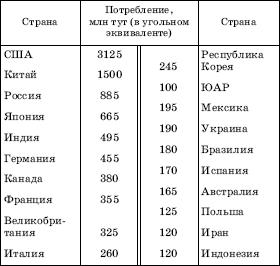 Страна
Потребление,
млн тут (в угольном
эквиваленте)
Страна
США 3125
Китай 1500
Россия 885
Япония 665
Индия 495
Германия 455
Канада 380
Франция 355
Великобри-
тания 325
Италия 260
Республика
245 Корея
100 ЮАР
195 Мексика
190 Украина
180 Бразилия
170 Испания
165 Австралия
125 Польша
120 Иран
120 Индонезия